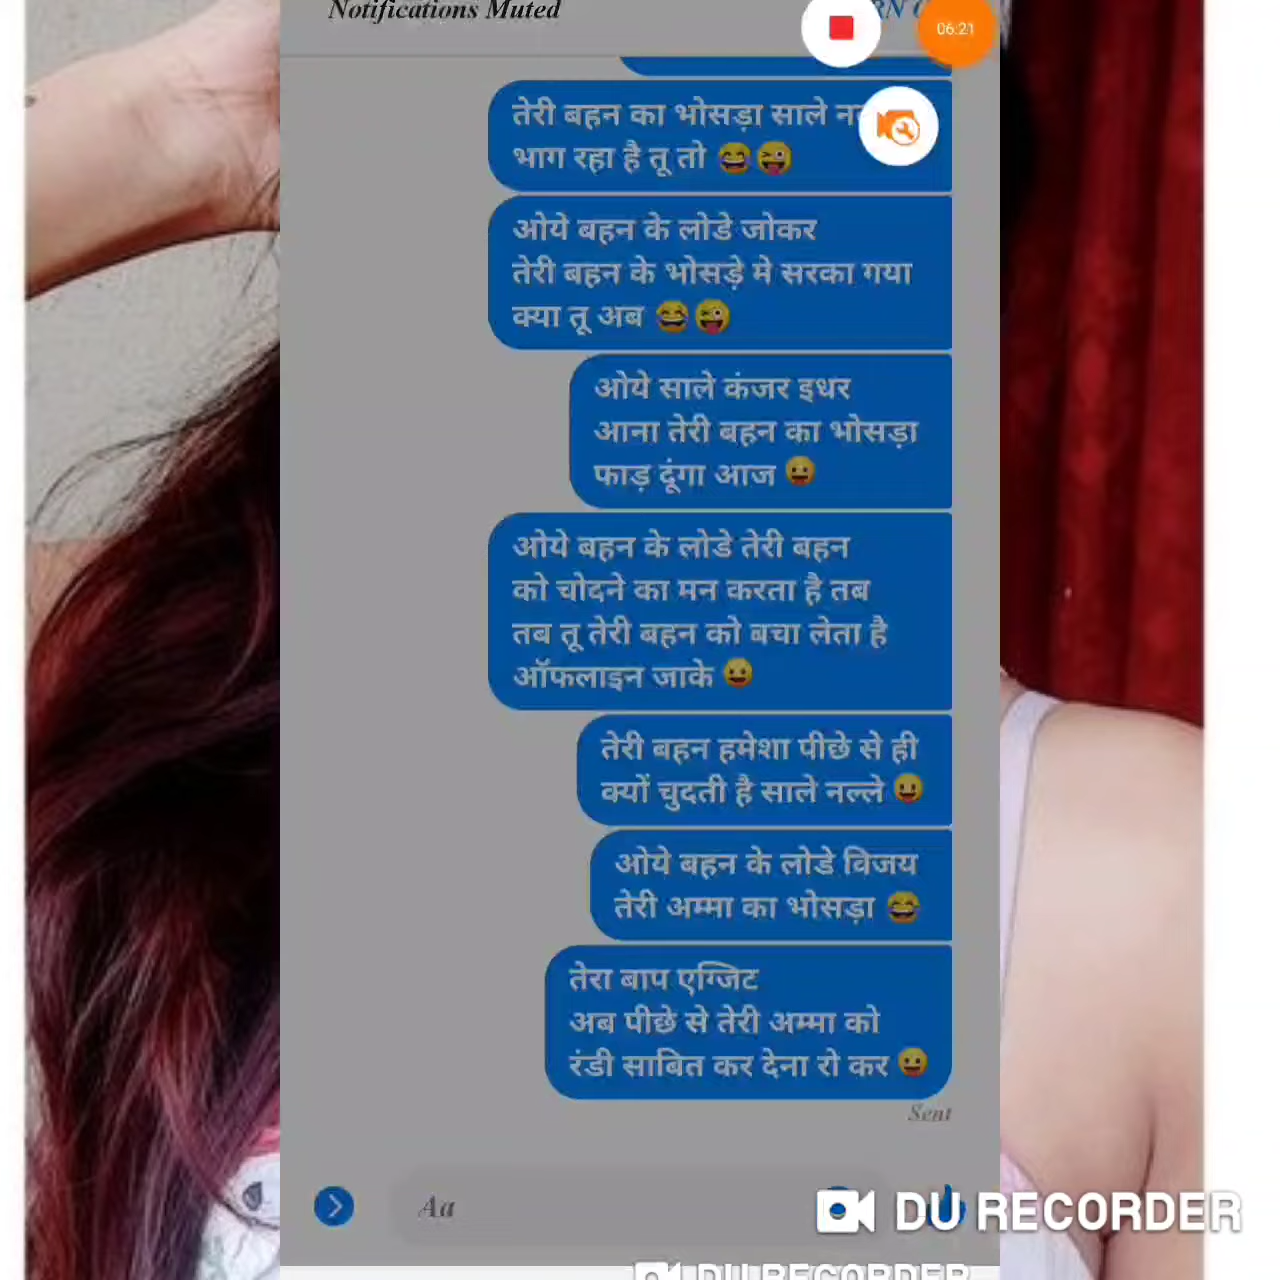 Notifications Muted
06:21
तेरी बहन का भोसड़ा साले
भाग रहा है तू तो 😂😜
ओये बहन के लोडे जोकर
तेरी बहन के भोसड़े मे सरका गया
क्या तू अब 😂😜
ओये साले कंजर इधर
आना तेरी बहन का भोसड़ा
फाड़ दूंगा आज 😀
ओये बहन के लोडे तेरी बहन
को चोदने का मन करता है तब
तब तू तेरी बहन को बचा लेता है
ऑफलाइन जाके 😀
तेरी बहन हमेशा पीछे से ही
क्यों चुदती है साले नल्ले 😀
ओये बहन के लोडे विजय
तेरी अम्मा का भोसड़ा 😂
तेरा बाप एग्जिट
अब पीछे से तेरी अम्मा को
रंडी साबित कर देना रो कर 😀
Sent
Aa
DU RECORDER
DU RECORDER